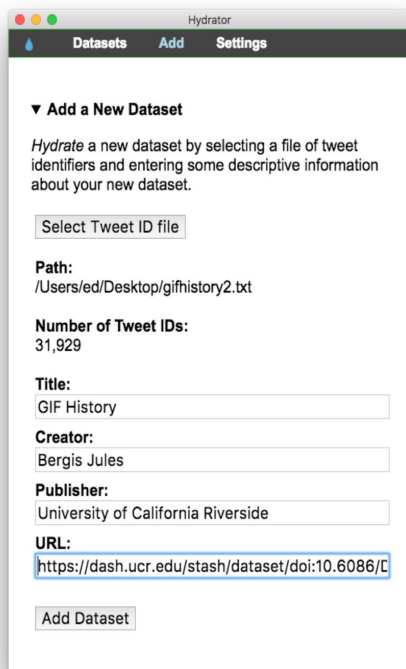 Hydrator
Datasets Add Settings
▼ Add a New Dataset
Hydrate a new dataset by selecting a file of tweet
identifiers and entering some descriptive information
about your new dataset.
Select Tweet ID file
Path:
/Users/ed/Desktop/gifhistory2.txt
Number of Tweet IDs:
31,929
Title:
GIF History
Creator:
Bergis Jules
Publisher:
University of California Riverside
URL:
https://dash.ucr.edu/stash/dataset/doi:10.6086/D
Add Dataset